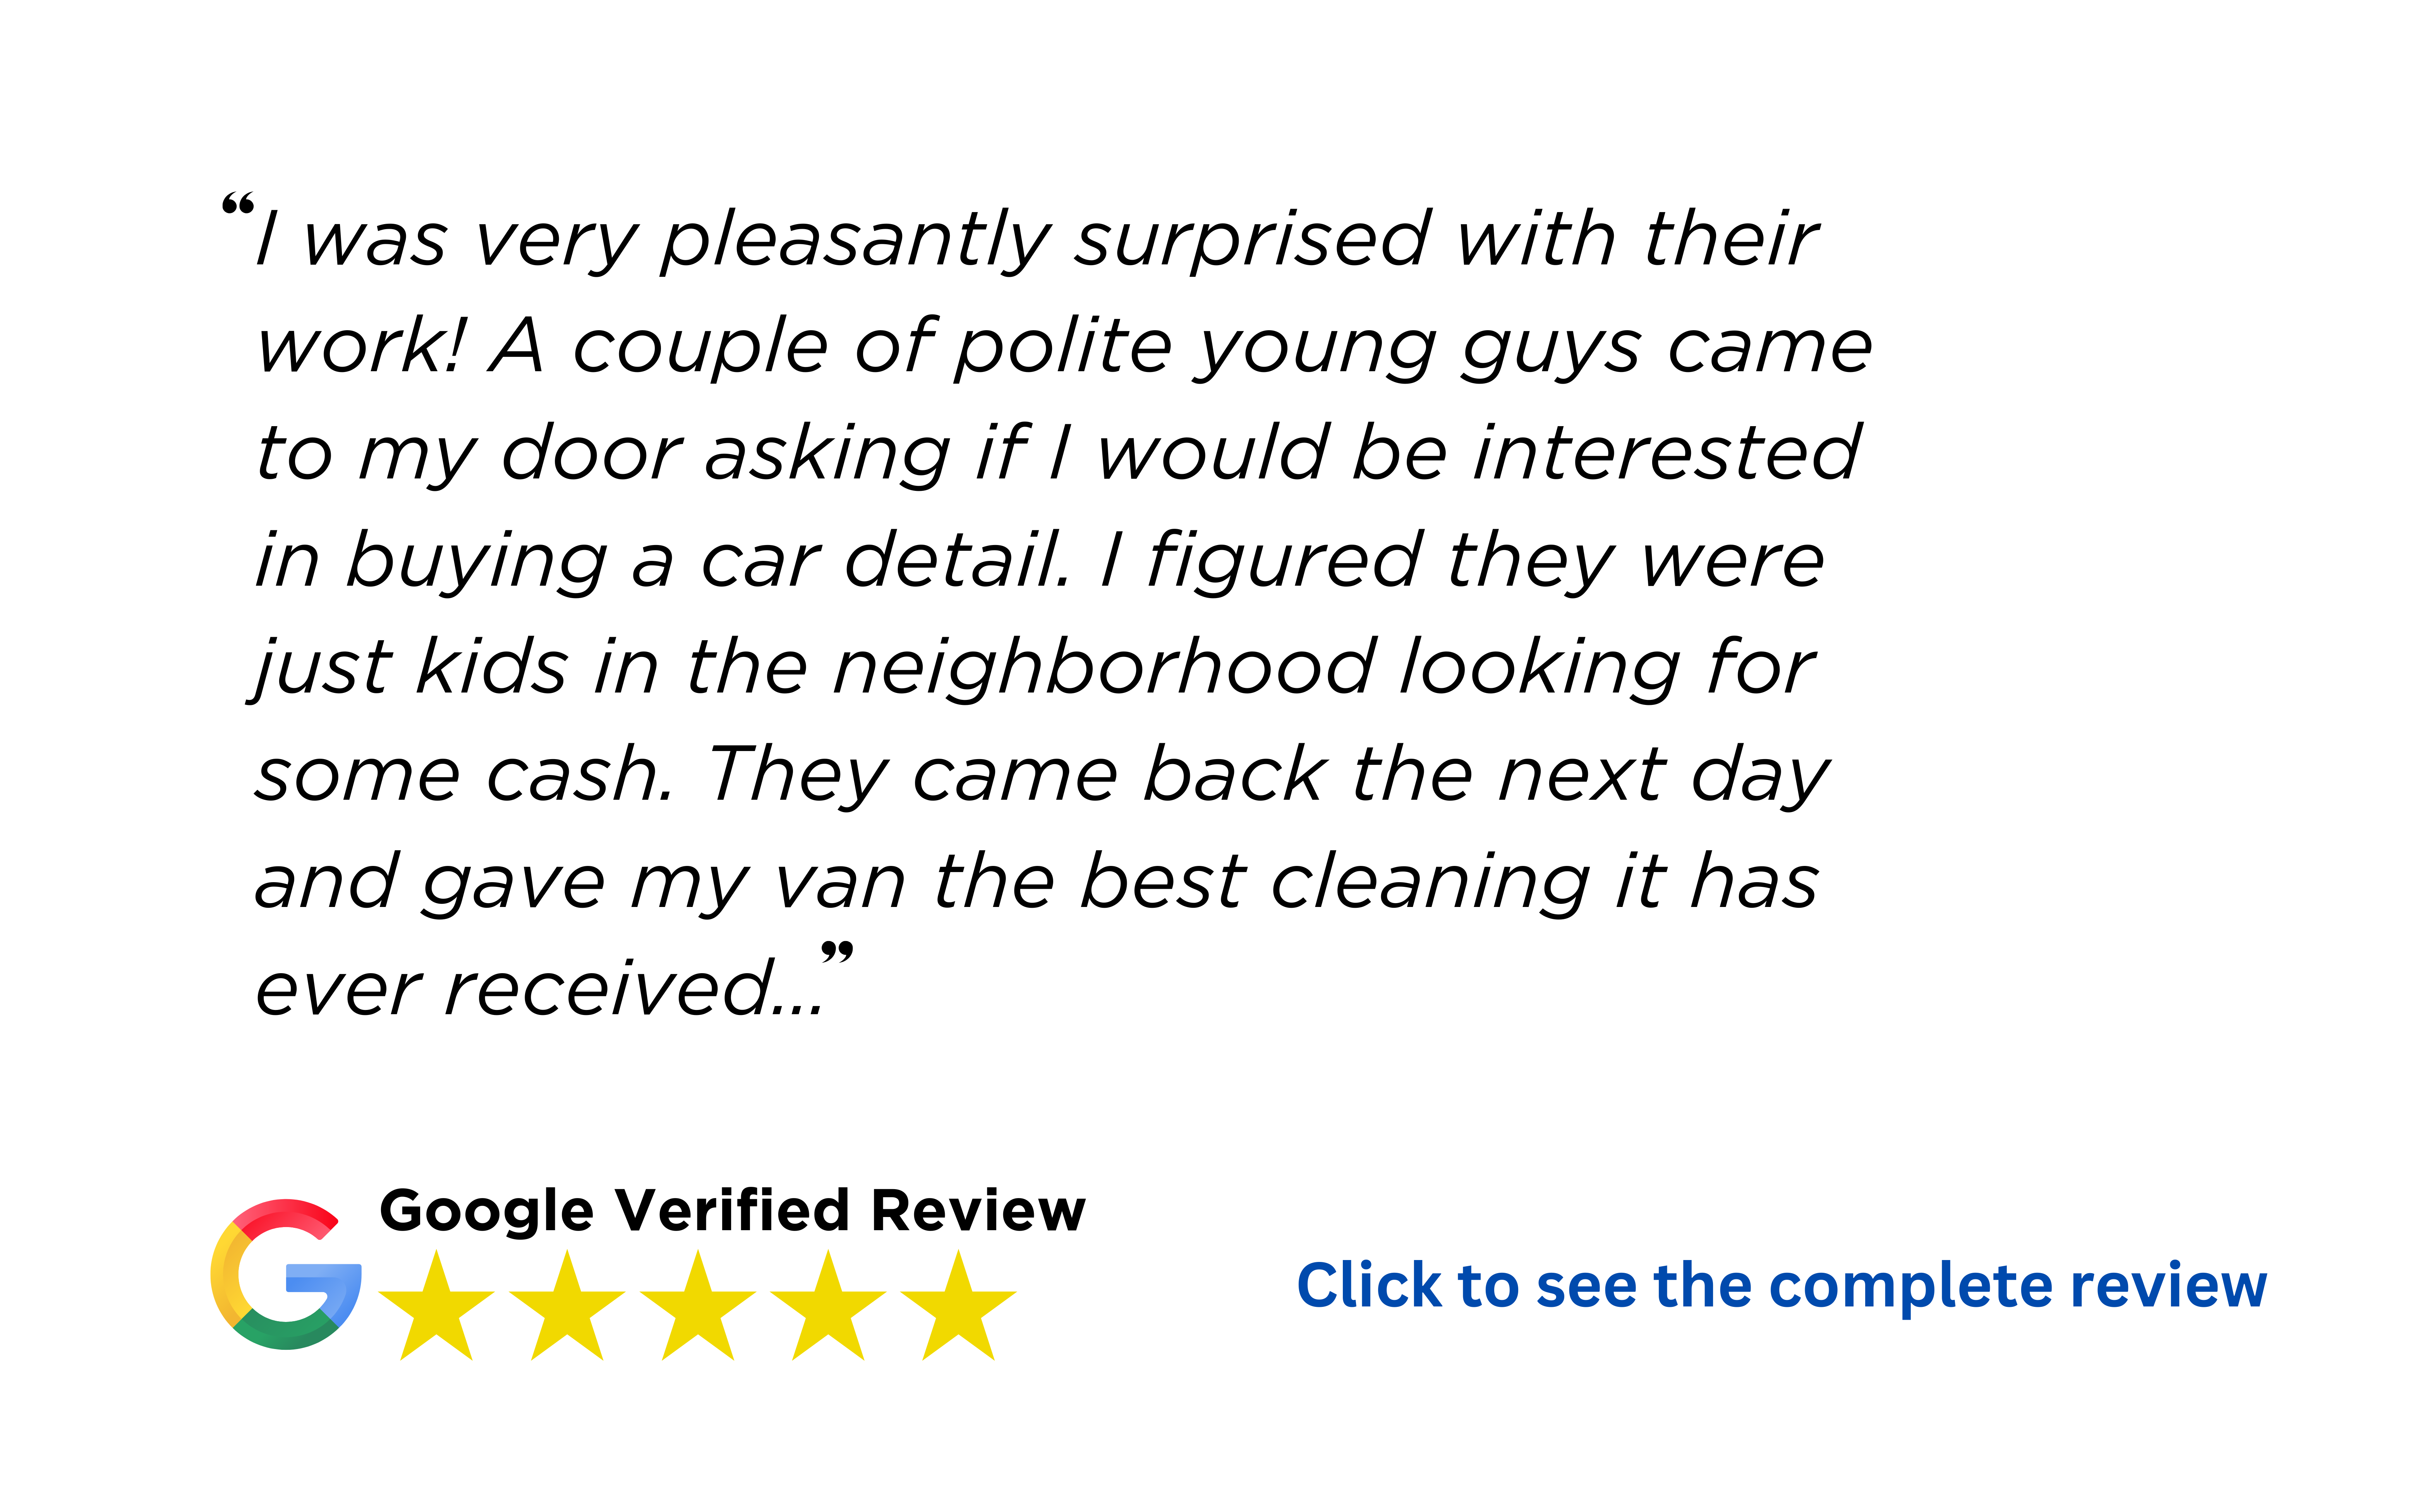 “I was very pleasantly surprised with their
work! A couple of polite young guys came
to my door asking if I would be interested
in buying a car detail. I figured they were
just kids in the neighborhood looking for
some cash. They came back the next day
and gave my van the best cleaning it has
ever received...”
Google Verified Review
Click to see the complete review